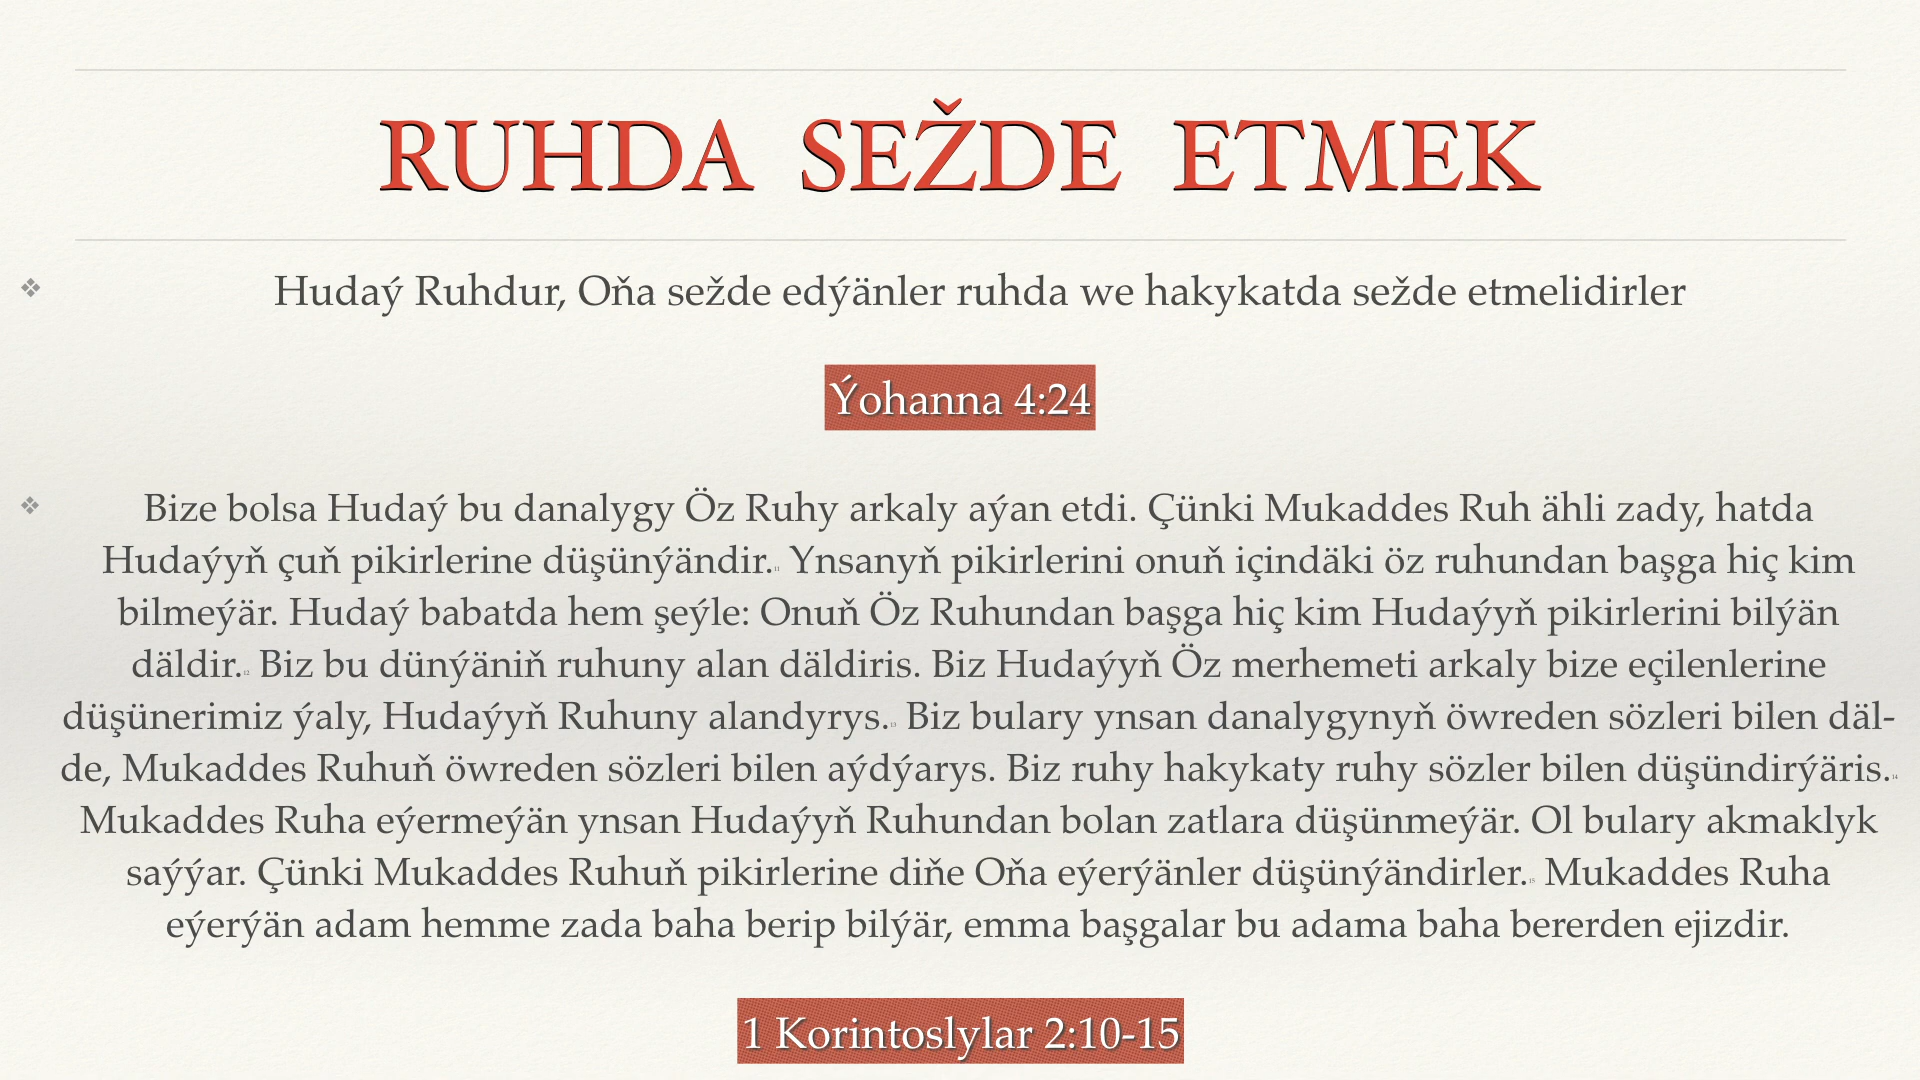 RUHDA SEŽDE ETMEK
❖ Hudaý Ruhdur, Oňa sežde edýänler ruhda we hakykatda sežde etmelidirler
Ýohanna 4:24
❖ Bize bolsa Hudaý bu danalygy Öz Ruhy arkaly aýan etdi. Çünki Mukaddes Ruh ähli zady, hatda
Hudaýyň çuň pikirlerine düşünýändir.11 Ynsanyň pikirlerini onuň içindäki öz ruhundan başga hiç kim
bilmeýär. Hudaý babatda hem şeýle: Onuň Öz Ruhundan başga hiç kim Hudaýyň pikirlerini bilýän
däldir.12 Biz bu dünýäniň ruhuny alan däldiris. Biz Hudaýyň Öz merhemeti arkaly bize eçilenlerine
düşünerimiz ýaly, Hudaýyň Ruhuny alandyrys.13 Biz bulary ynsan danalygynyň öwreden sözleri bilen däl-
de, Mukaddes Ruhuň öwreden sözleri bilen aýdýarys. Biz ruhy hakykaty ruhy sözler bilen düşündirýäris.14
Mukaddes Ruha eýermeýän ynsan Hudaýyň Ruhundan bolan zatlara düşünmeýär. Ol bulary akmaklyk
saýýar. Çünki Mukaddes Ruhuň pikirlerine diňe Oňa eýerýänler düşünýändirler.15 Mukaddes Ruha
eýerýän adam hemme zada baha berip bilýär, emma başgalar bu adama baha bererden ejizdir.
1 Korintoslylar 2:10-15